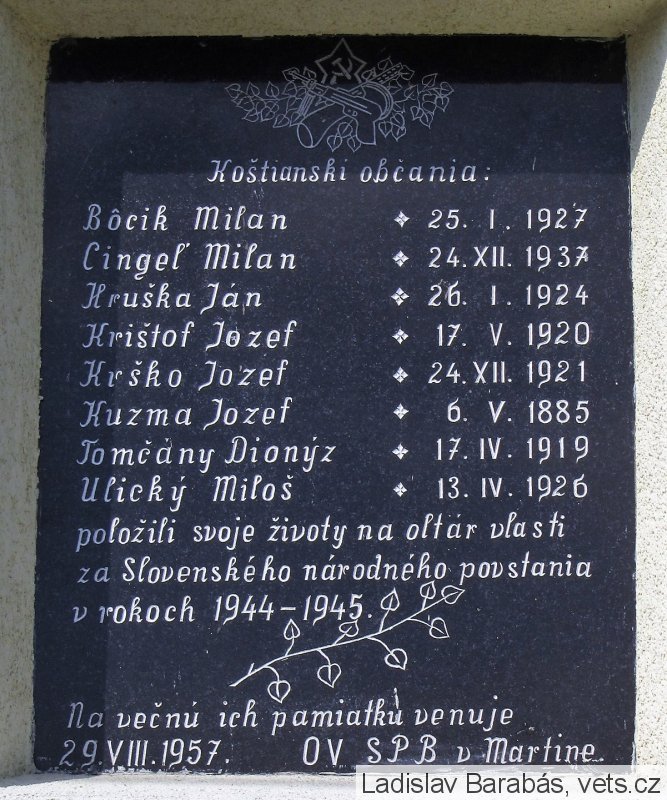 Koštianski občania:
Bôcik Milan 25. I. 1927
Cingeľ Milan 24. XII. 1937
Hruška Ján 26. I. 1924
Krištof Jozef 17. V. 1920
Krško Jozef 24. XII. 1921
Kuzma Jozef 6. V. 1885
Tomčány Dionýz 17. IV. 1919
Ulický Miloš 13. IV. 1926
položili svoje životy na oltár vlasti
za Slovenského národného povstania
v rokoch 1944-1945.
Na večnú ich pamiatku venuje
29. VIII. 1957. OV SPB v Martine
Ladislav Barabás, vets.cz